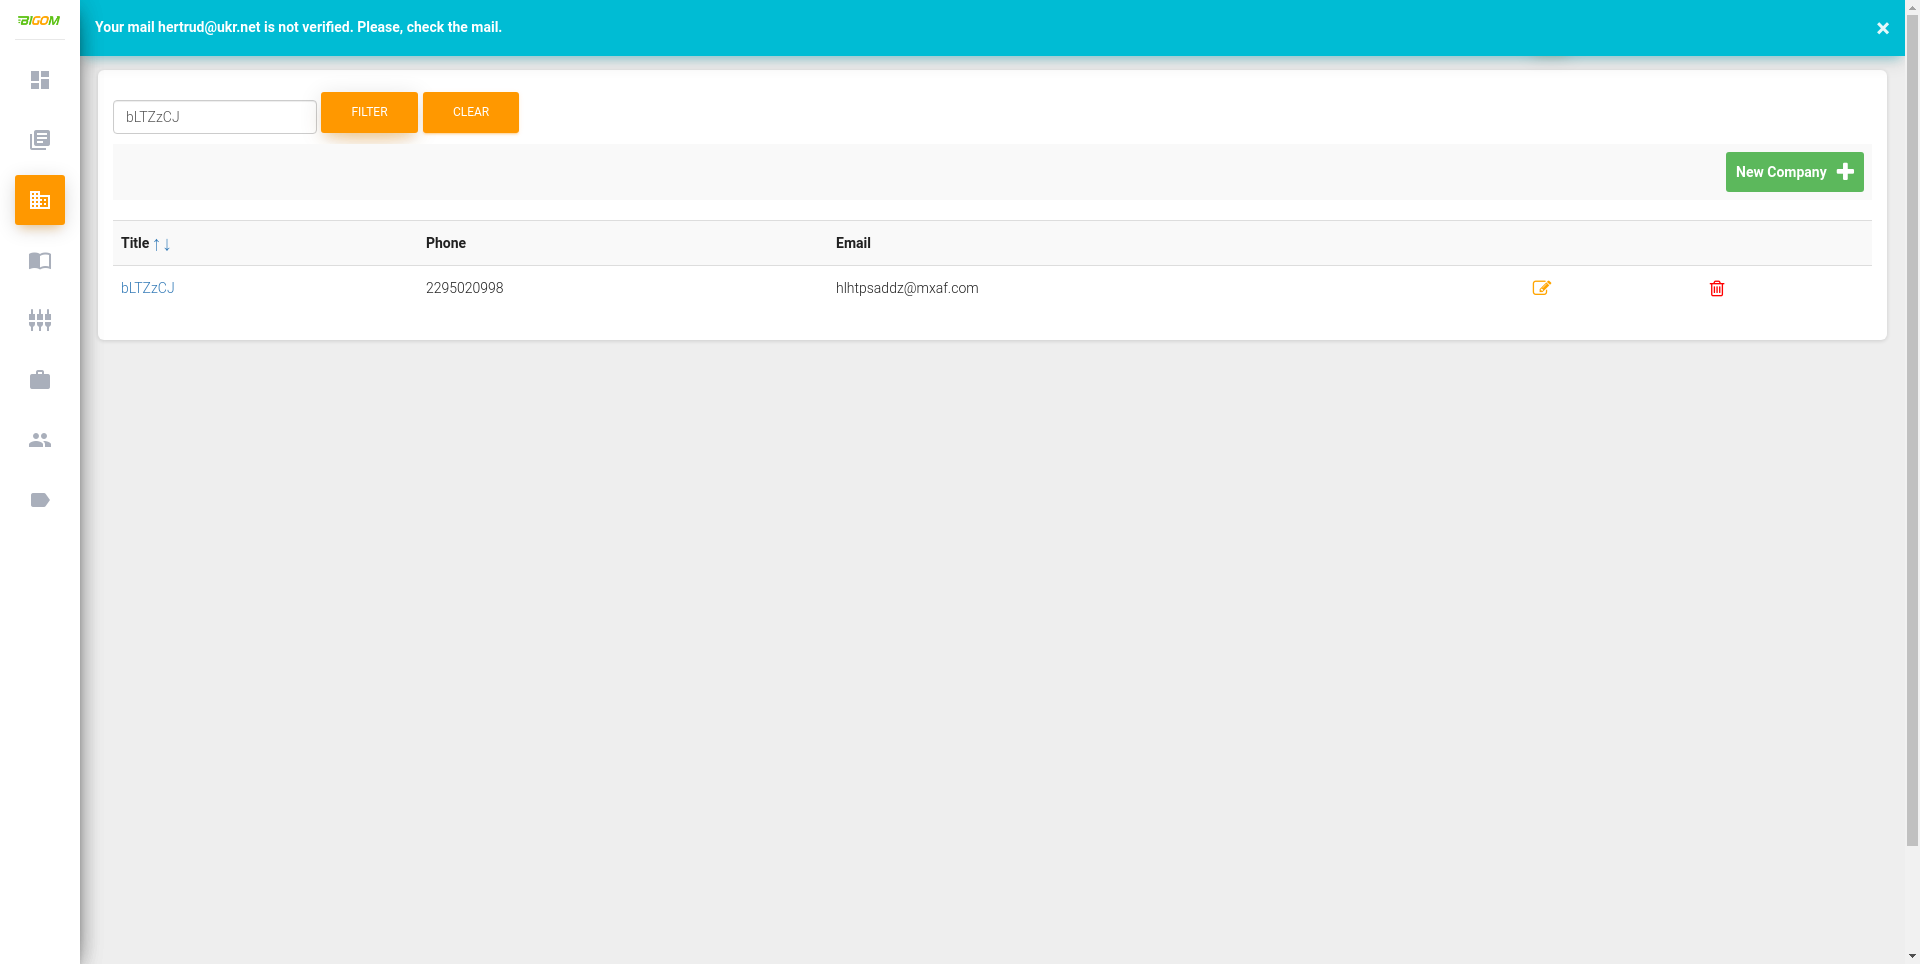 BIGOM
Your mail hertrud@ukr.net is not verified. Please, check the mail.
bLTZzCJ FILTER CLEAR
New Company
Title ↑ ↓ Phone Email
bLTZzCJ 2295020998 hlhtpsaddz@mxaf.com